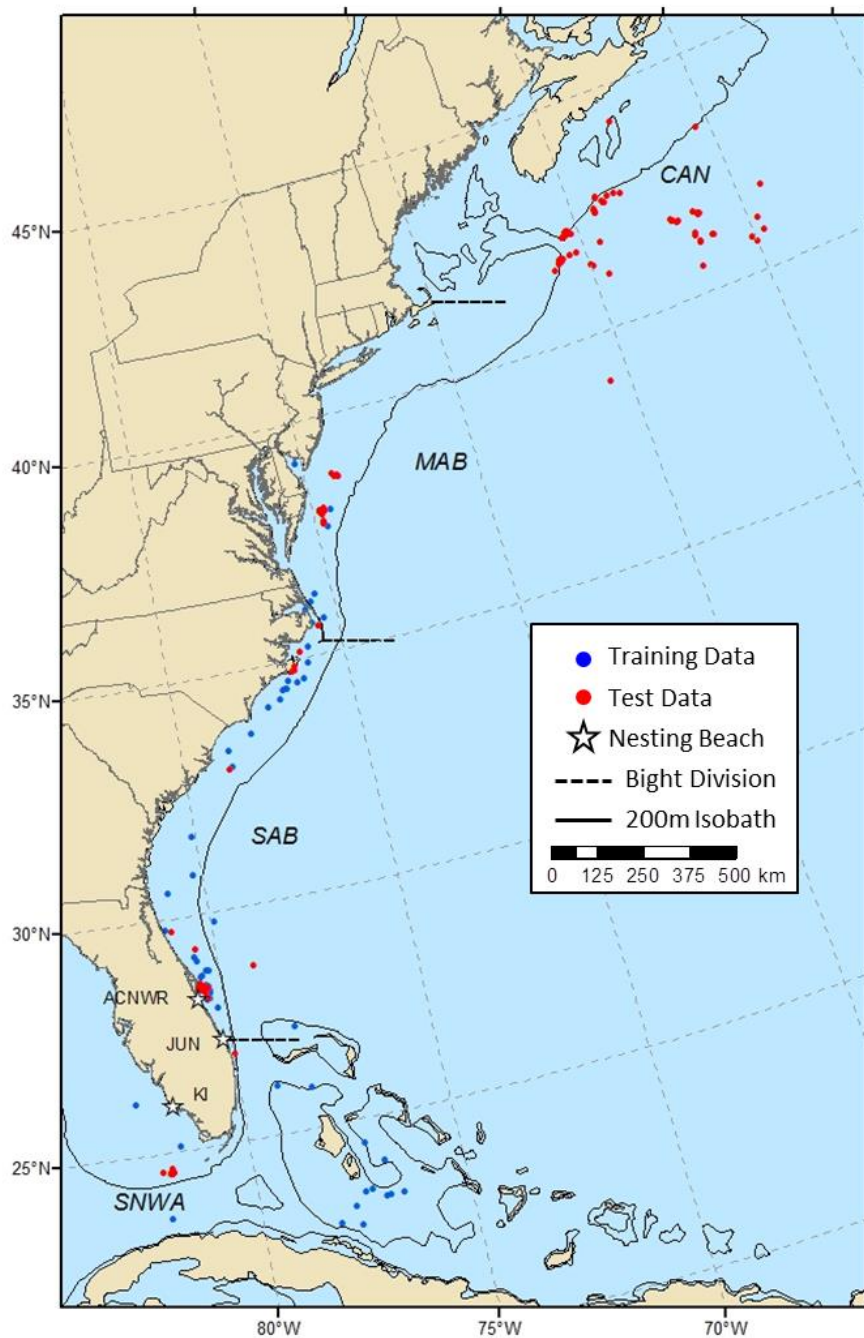 CAN
45°N
MAB
40°N
Training Data
Test Data
Nesting Beach
35°N
Bight Division
200m Isobath
SAB
0 125 250 375 500 km
30°N
ACNWR
JUN
KI
25°N
SNWA
80°W 75°W 70°W